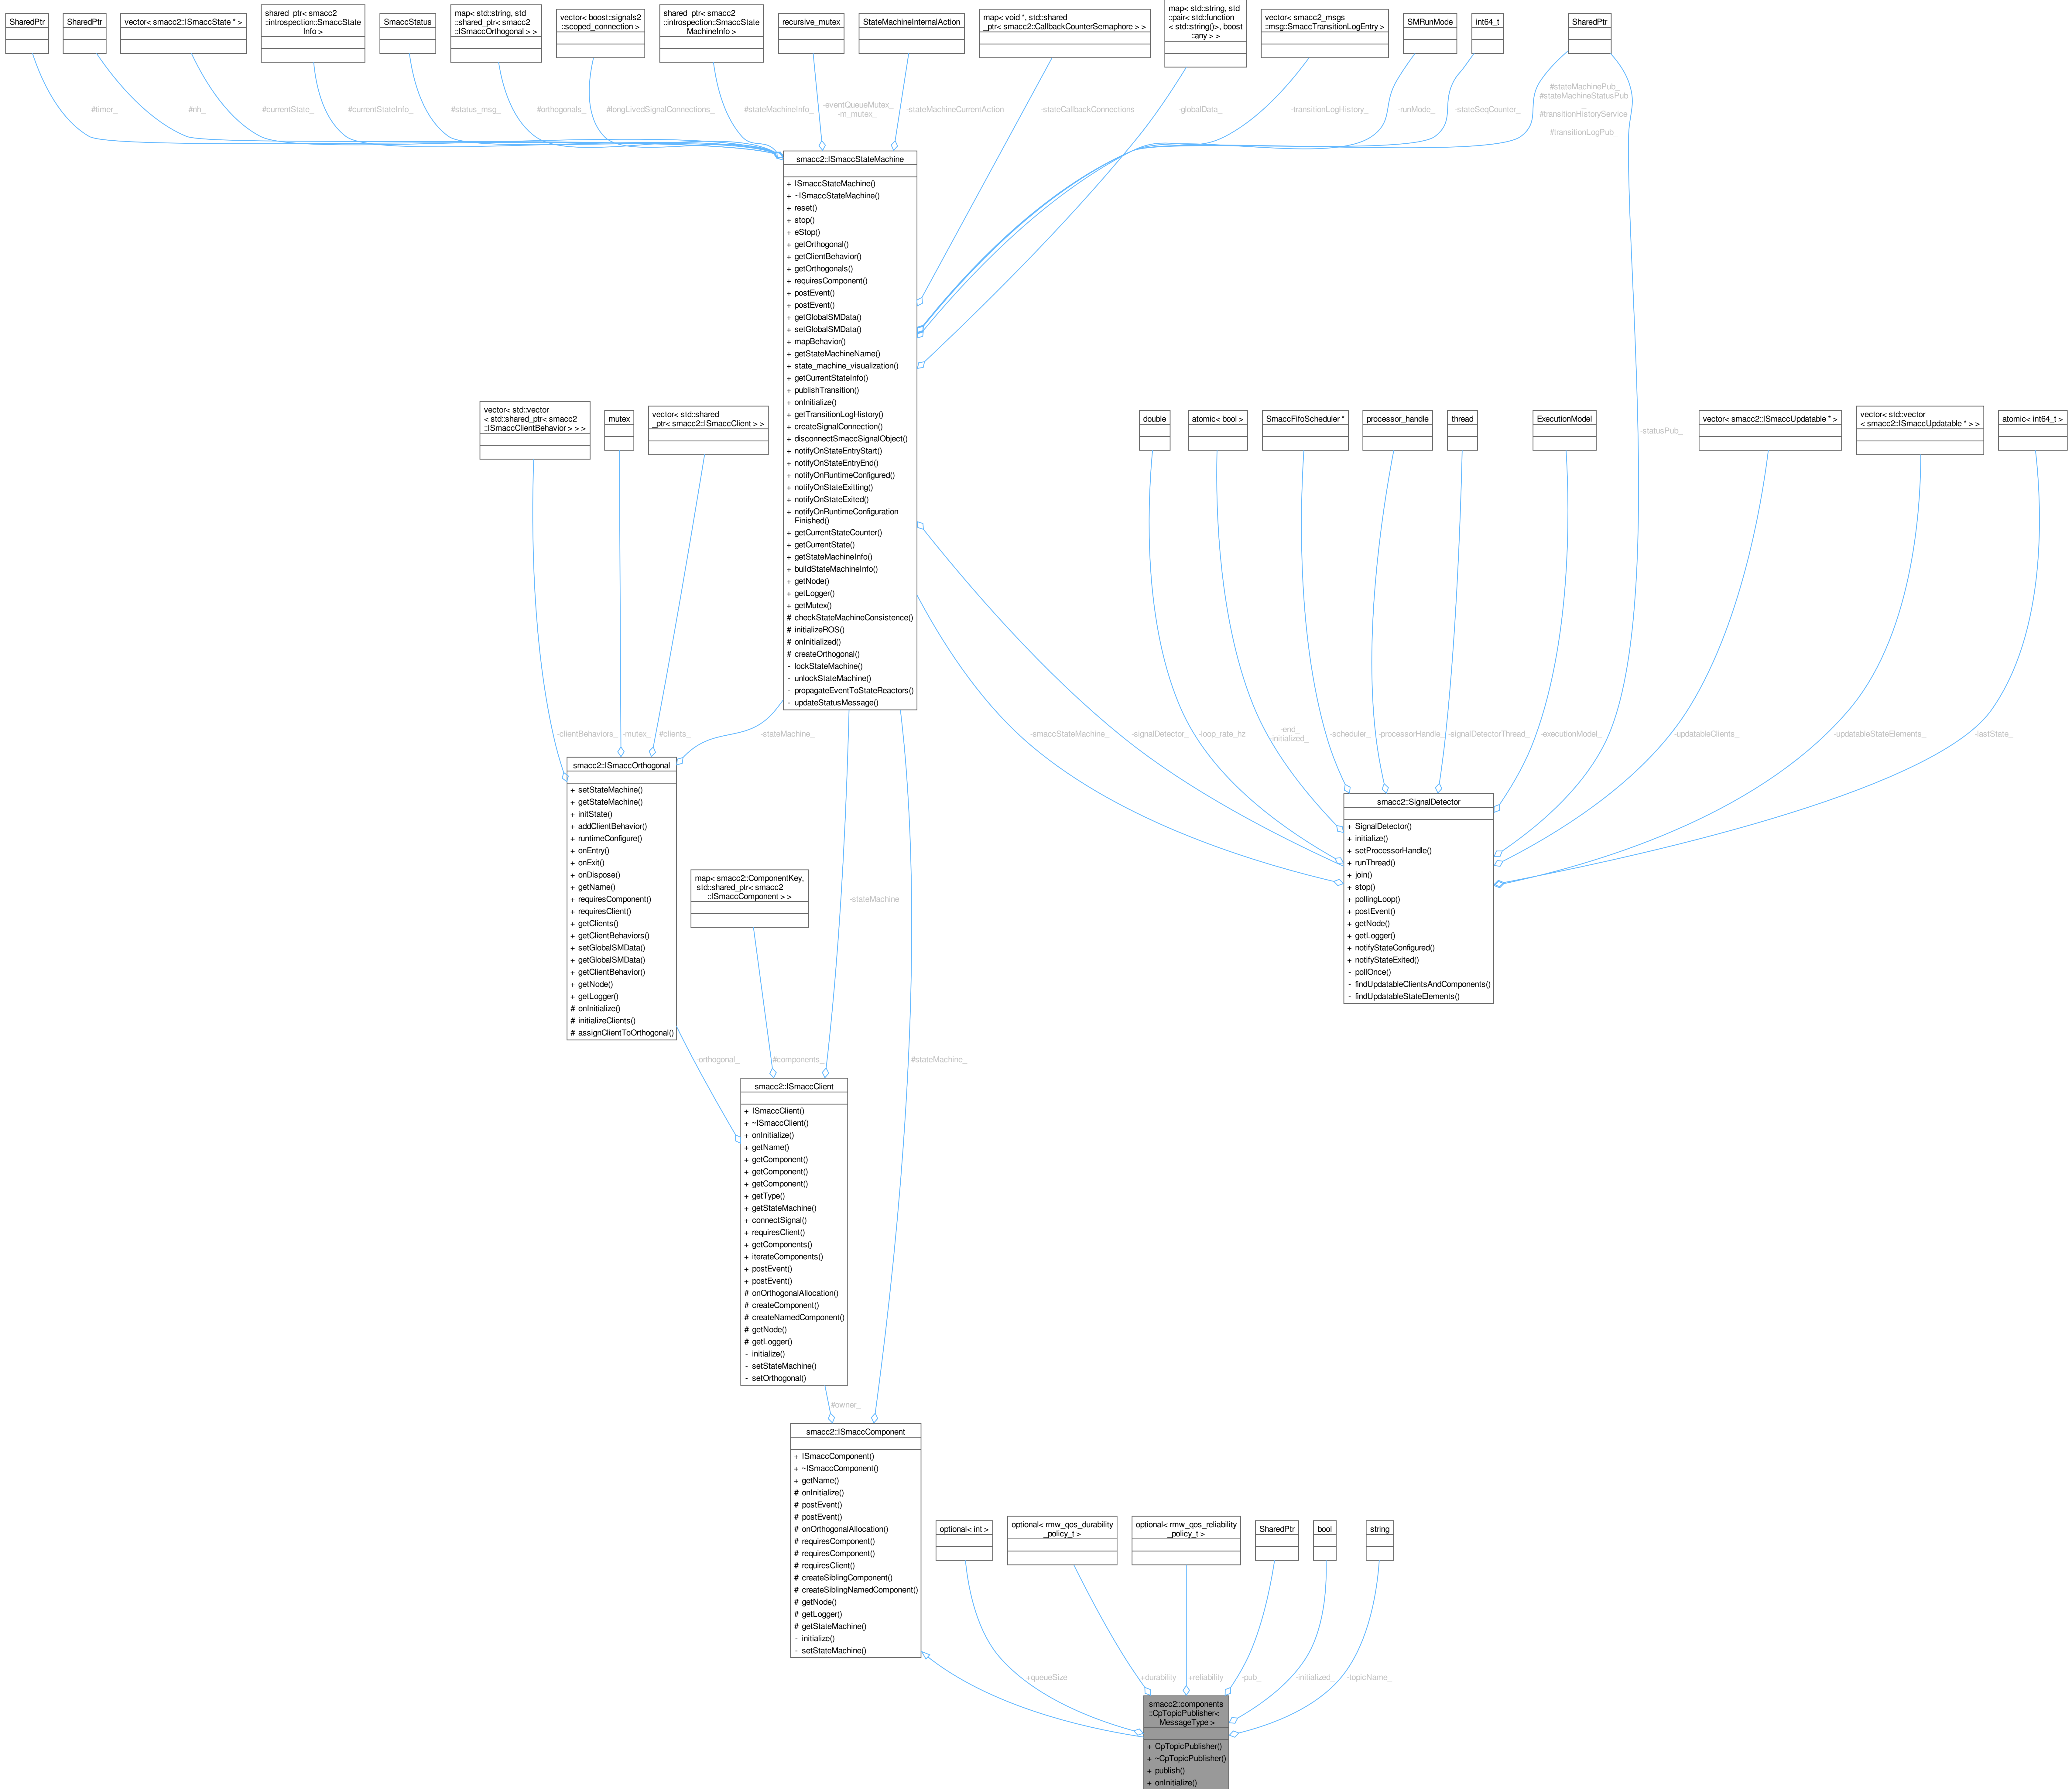 SharedPtr
SharedPtr
vector< smacc2::ISmaccState * >
shared_ptr< smacc2
::introspection::SmaccState
Info >
SmaccStatus
map< std::string, std
::shared_ptr< smacc2
::ISmaccOrthogonal > >
vector< boost::signals2
::scoped_connection >
shared_ptr< smacc2
::introspection::SmaccState
MachineInfo >
recursive_mutex
StateMachineInternalAction
map< void *, std::shared
_ptr< smacc2::CallbackCounterSemaphore > >
map< std::string, std
::pair< std::function
< std::string()>, boost
::any > >
vector< smacc2_msgs
::msg::SmaccTransitionLogEntry >
SMRunMode
int64_t
SharedPtr
#timer_
#nh_
#currentState_
#currentStateInfo_
#status_msg_
#orthogonals_
#longLivedSignalConnections_
#stateMachineInfo_
-eventQueueMutex_
-m_mutex_
-stateMachineCurrentAction
-stateCallbackConnections
-globalData_
-transitionLogHistory_
-runMode_
-stateSeqCounter_
#stateMachinePub_
#stateMachineStatusPub
_
#transitionHistoryService
_
#transitionLogPub_
smacc2::ISmaccStateMachine
+ ISmaccStateMachine()
+ ~ISmaccStateMachine()
+ reset()
+ stop()
+ eStop()
+ getOrthogonal()
+ getClientBehavior()
+ getOrthogonals()
+ requiresComponent()
+ postEvent()
+ postEvent()
+ getGlobalSMData()
+ setGlobalSMData()
+ mapBehavior()
+ getStateMachineName()
+ state_machine_visualization()
+ getCurrentStateInfo()
+ publishTransition()
+ onInitialize()
+ getTransitionLogHistory()
+ createSignalConnection()
+ disconnectSmaccSignalObject()
+ notifyOnStateEntryStart()
+ notifyOnStateEntryEnd()
+ notifyOnRuntimeConfigured()
+ notifyOnStateExitting()
+ notifyOnStateExited()
+ notifyOnRuntimeConfiguration
Finished()
+ getCurrentStateCounter()
+ getCurrentState()
+ getStateMachineInfo()
+ buildStateMachineInfo()
+ getNode()
+ getLogger()
+ getMutex()
# checkStateMachineConsistence()
# initializeROS()
# onInitialized()
# createOrthogonal()
- lockStateMachine()
- unlockStateMachine()
- propagateEventToStateReactors()
- updateStatusMessage()
vector< std::vector
< std::shared_ptr< smacc2
::ISmaccClientBehavior > > >
mutex
vector< std::shared
_ptr< smacc2::ISmaccClient > >
double
atomic< bool >
SmaccFifoScheduler *
processor_handle
thread
ExecutionModel
-statusPub_
vector< smacc2::ISmaccUpdatable * >
vector< std::vector
< smacc2::ISmaccUpdatable * > >
atomic< int64_t >
-clientBehaviors_
-mutex_
#clients_
-stateMachine_
-smaccStateMachine_
-signalDetector_
-loop_rate_hz
-end_
-initialized_
-scheduler_
-processorHandle_
-signalDetectorThread_
-executionModel_
-updatableClients_
-updatableStateElements_
-lastState_
smacc2::ISmaccOrthogonal
+ setStateMachine()
+ getStateMachine()
+ initState()
+ addClientBehavior()
+ runtimeConfigure()
+ onEntry()
+ onExit()
+ onDispose()
+ getName()
+ requiresComponent()
+ requiresClient()
+ getClients()
+ getClientBehaviors()
+ setGlobalSMData()
+ getGlobalSMData()
+ getClientBehavior()
+ getNode()
+ getLogger()
# onInitialize()
# initializeClients()
# assignClientToOrthogonal()
smacc2::SignalDetector
+ SignalDetector()
+ initialize()
+ setProcessorHandle()
+ runThread()
+ join()
+ stop()
+ pollingLoop()
+ postEvent()
+ getNode()
+ getLogger()
+ notifyStateConfigured()
+ notifyStateExited()
- pollOnce()
- findUpdatableClientsAndComponents()
- findUpdatableStateElements()
map< smacc2::ComponentKey,
std::shared_ptr< smacc2
::ISmaccComponent > >
-stateMachine_
-orthogonal_
#components_
#stateMachine_
smacc2::ISmaccClient
+ ISmaccClient()
+ ~ISmaccClient()
+ onInitialize()
+ getName()
+ getComponent()
+ getComponent()
+ getComponent()
+ getType()
+ getStateMachine()
+ connectSignal()
+ requiresClient()
+ getComponents()
+ iterateComponents()
+ postEvent()
+ postEvent()
# onOrthogonalAllocation()
# createComponent()
# createNamedComponent()
# getNode()
# getLogger()
- initialize()
- setStateMachine()
- setOrthogonal()
#owner_
smacc2::ISmaccComponent
+ ISmaccComponent()
+ ~ISmaccComponent()
+ getName()
# onInitialize()
# postEvent()
# postEvent()
# onOrthogonalAllocation()
# requiresComponent()
# requiresComponent()
# requiresClient()
# createSiblingComponent()
# createSiblingNamedComponent()
# getNode()
# getLogger()
# getStateMachine()
- initialize()
- setStateMachine()
optional< int >
optional< rmw_qos_durability
_policy_t >
optional< rmw_qos_reliability
_policy_t >
SharedPtr
bool
string
+queueSize
+durability
+reliability
-pub_
-initialized_
-topicName_
smacc2::components
::CpTopicPublisher<
MessageType >
+ CpTopicPublisher()
+ ~CpTopicPublisher()
+ publish()
+ onInitialize()